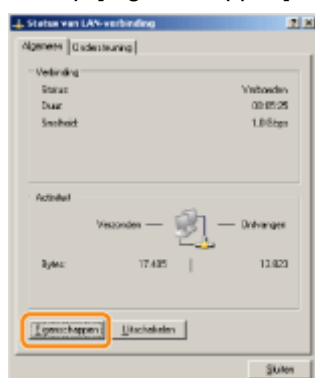 Status van LAN-verbinding
Algemeen Ondersteuning
Verbinding
Status: Verbonden
Duur: 00:05:25
Snelheid: 1.0 Gbps
Activiteit
Verzonden — — Ontvangen
Bytes: 17.485 | 13.823
Eigenschappen Uitschakelen
Sluiten